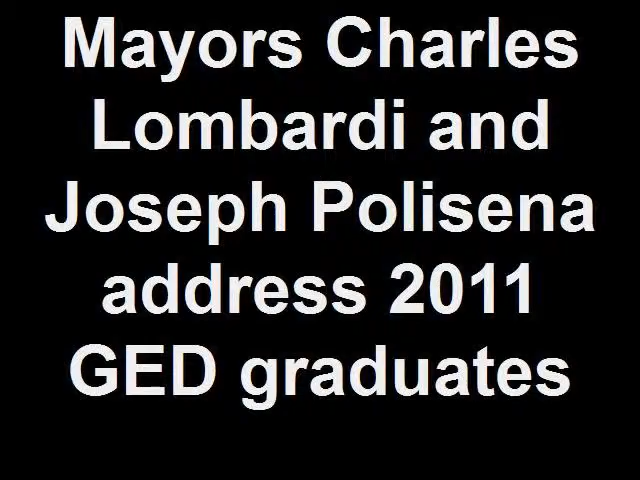 Mayors Charles
Lombardi and
Joseph Polisena
address 2011
GED graduates